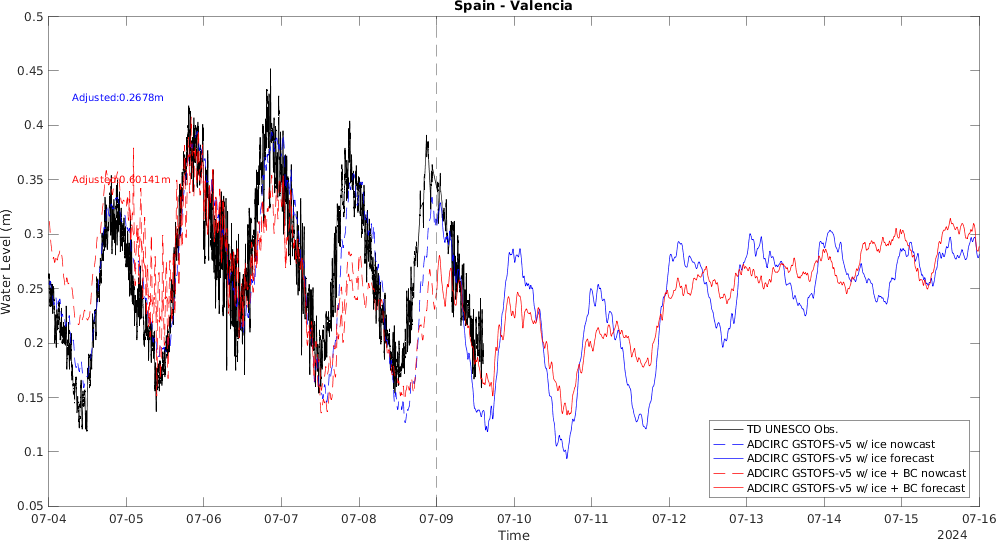 Spain - Valencia
0.5
0.45
0.4
0.35
0.3
0.25
0.2
0.15
0.1
0.05
Water Level (m)
Adjusted:0.2678m
Adjusted:0.60141m
TD UNESCO Obs.
ADCIRC GSTOFS-v5 w/ ice nowcast
ADCIRC GSTOFS-v5 w/ ice forecast
ADCIRC GSTOFS-v5 w/ ice + BC nowcast
ADCIRC GSTOFS-v5 w/ ice + BC forecast
07-04 07-05 07-06 07-07 07-08 07-09 07-10 07-11 07-12 07-13 07-14 07-15 07-16
Time
2024